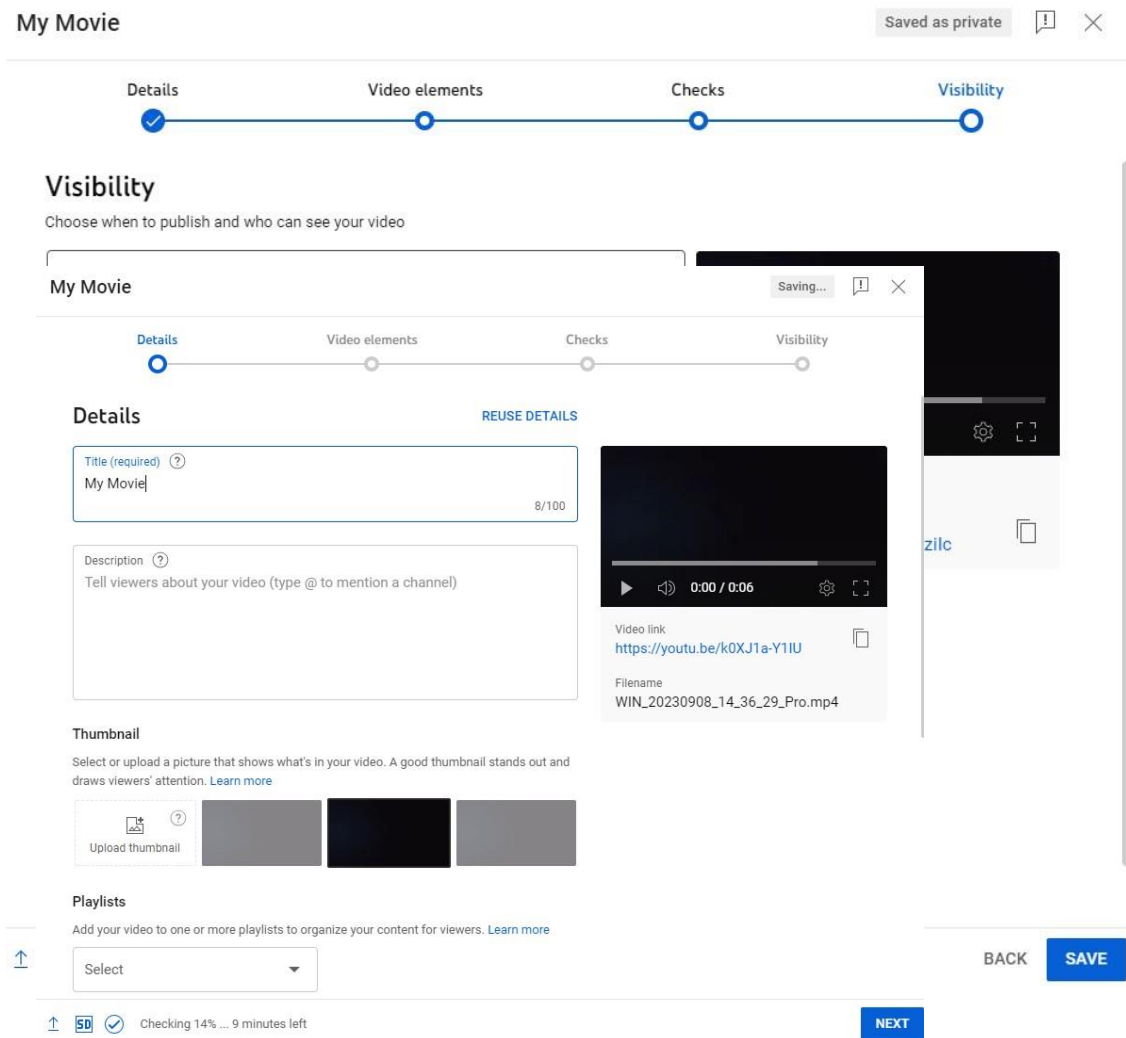 My Movie
Saved as private
Details
Video elements
Checks
Visibility
Visibility
Choose when to publish and who can see your video
My Movie
Saving...
Details
Video elements
Checks
Visibility
Details
REUSE DETAILS
Title (required)
My Movie
8/100
Description
Tell viewers about your video (type @ to mention a channel)
0:00 / 0:06
Video link
https://youtu.be/k0XJ1a-Y1IU
Filename
WIN_20230908_14_36_29_Pro.mp4
zilc
Thumbnail
Select or upload a picture that shows what's in your video. A good thumbnail stands out and
draws viewers' attention. Learn more
Upload thumbnail
Playlists
Add your video to one or more playlists to organize your content for viewers. Learn more
Select
BACK
SAVE
SD
Checking 14% ... 9 minutes left
NEXT